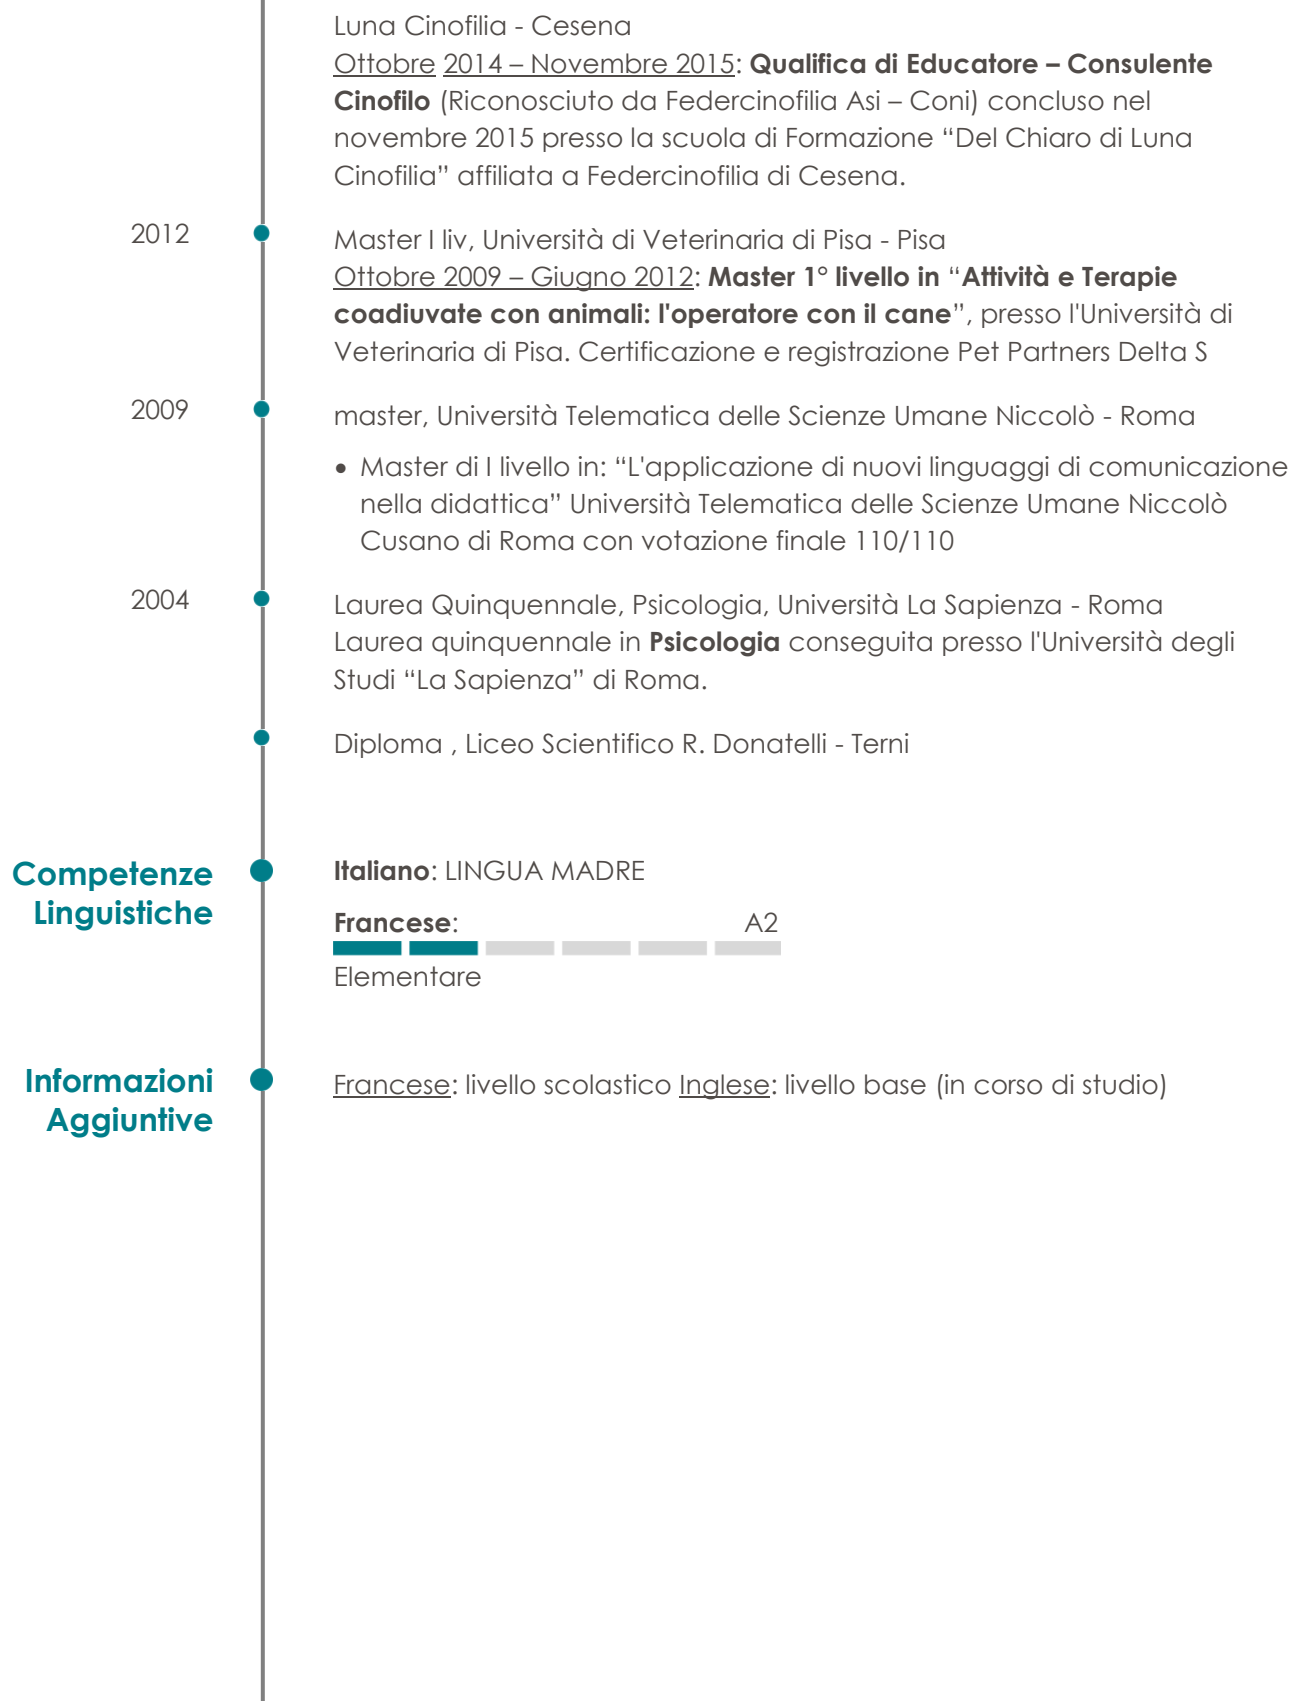 Luna Cinofilia - Cesena
Ottobre 2014 – Novembre 2015: Qualifica di Educatore – Consulente
Cinofilo (Riconosciuto da Federcinofilia Asi – Coni) concluso nel
novembre 2015 presso la scuola di Formazione “Del Chiaro di Luna
Cinofilia” affiliata a Federcinofilia di Cesena.
2012
Master I liv, Università di Veterinaria di Pisa - Pisa
Ottobre 2009 – Giugno 2012: Master 1° livello in “Attività e Terapie
coadiuvate con animali: l'operatore con il cane”, presso l'Università di
Veterinaria di Pisa. Certificazione e registrazione Pet Partners Delta S
2009
master, Università Telematica delle Scienze Umane Niccolò - Roma
• Master di I livello in: “L'applicazione di nuovi linguaggi di comunicazione
nella didattica” Università Telematica delle Scienze Umane Niccolò
Cusano di Roma con votazione finale 110/110
2004
Laurea Quinquennale, Psicologia, Università La Sapienza - Roma
Laurea quinquennale in Psicologia conseguita presso l'Università degli
Studi “La Sapienza” di Roma.
Diploma , Liceo Scientifico R. Donatelli - Terni
Competenze
Linguistiche
Italiano: LINGUA MADRE
Francese: A2
Elementare
Informazioni
Aggiuntive
Francese: livello scolastico Inglese: livello base (in corso di studio)